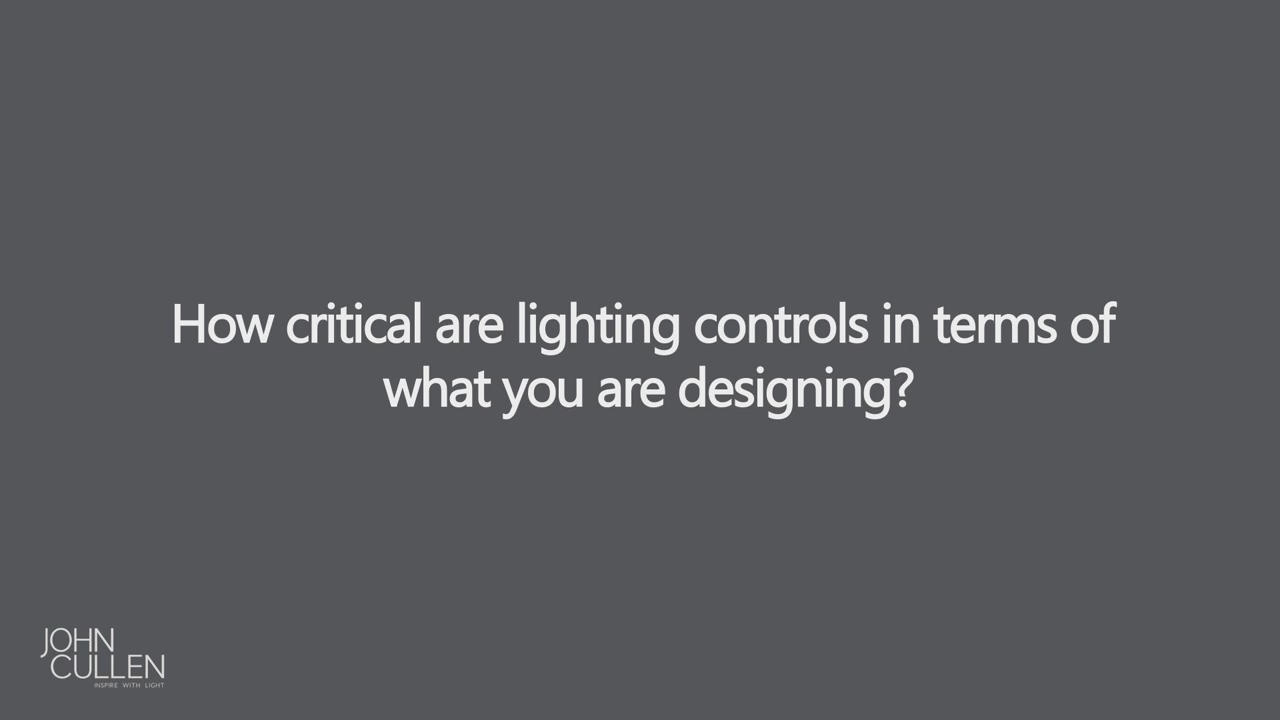 How critical are lighting controls in terms of
what you are designing?
JOHN
CULLEN
INSPIRE WITH LIGHT